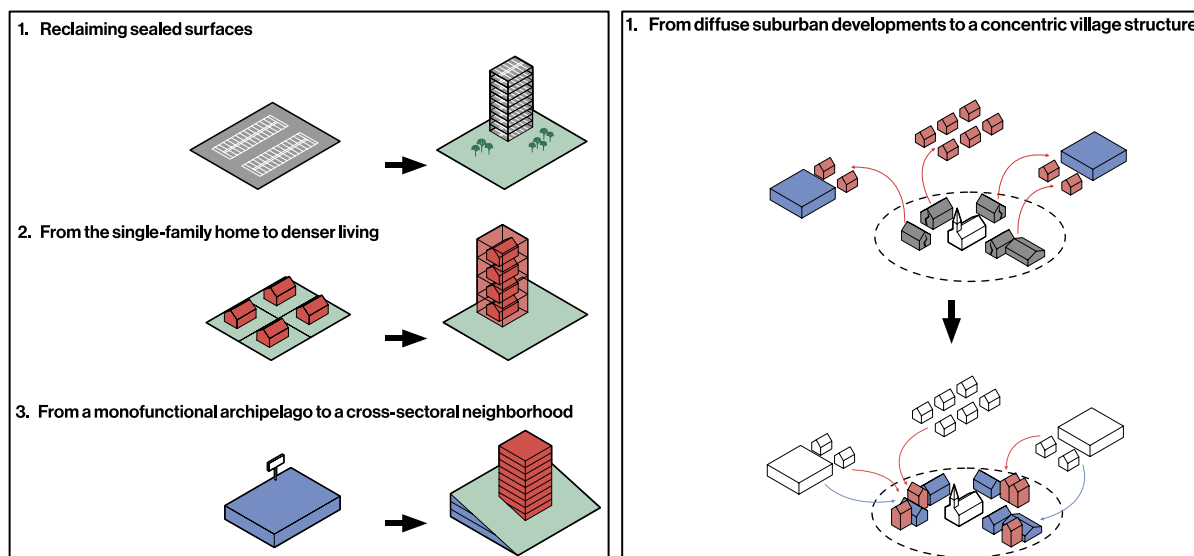 1. Reclaiming sealed surfaces
2. From the single-family home to denser living
3. From a monofunctional archipelago to a cross-sectoral neighborhood
1. From diffuse suburban developments to a concentric village structure